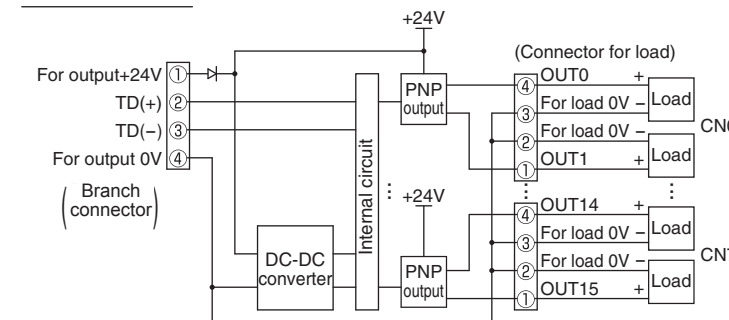 +24V
(Connector for load)
For output+24V ①
TD(+) ②
TD(−) ③
For output 0V ④
(Branch connector)
DC-DC converter
Internal circuit
PNP output
④ OUT0 + Load
③ For load 0V −
② For load 0V − Load
① OUT1 +
+24V
PNP output
④ OUT14 + Load
③ For load 0V −
② For load 0V − Load
① OUT15 +